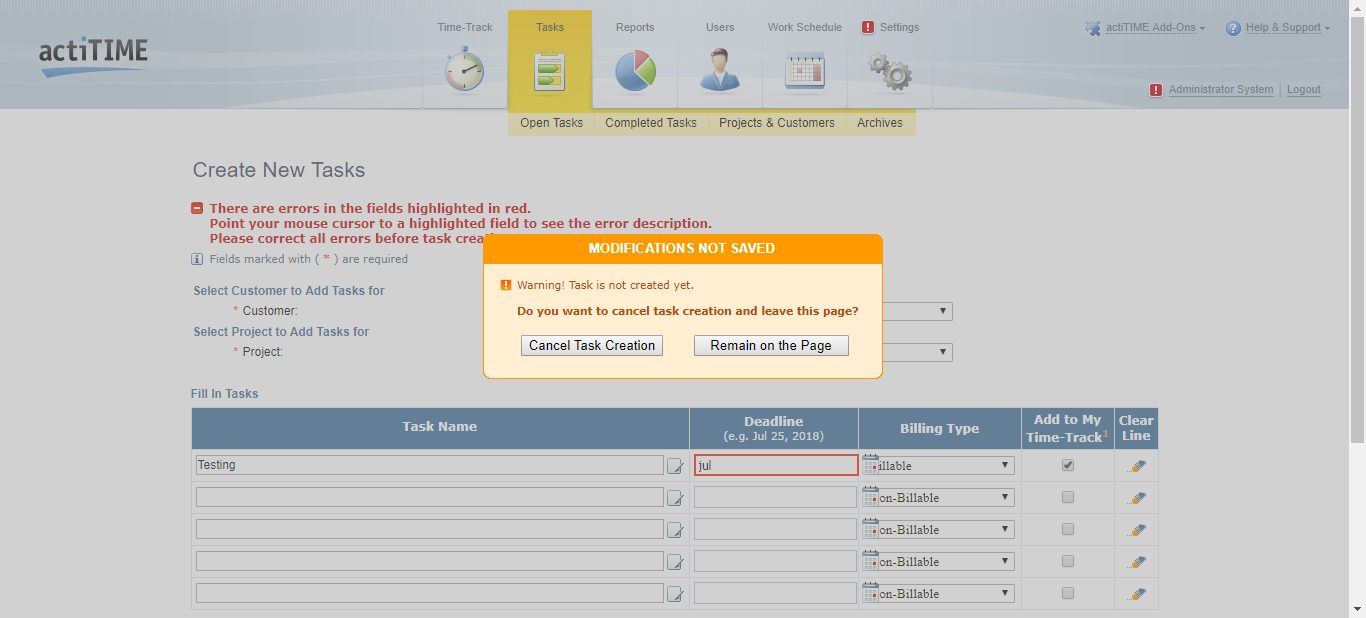 Time-Track Tasks Reports Users Work Schedule Settings actiTIME Add-Ons Help & Support
actiTIME
Administrator System Logout
Open Tasks Completed Tasks Projects & Customers Archives
Create New Tasks
There are errors in the fields highlighted in red.
Point your mouse cursor to a highlighted field to see the error description.
Please correct all errors before task
Fields marked with ( * ) are required
MODIFICATIONS NOT SAVED
Warning! Task is not created yet.
Do you want to cancel task creation and leave this page?
Cancel Task Creation Remain on the Page
Select Customer to Add Tasks for
* Customer:
Select Project to Add Tasks for
* Project:
Fill In Tasks
Task Name Deadline (e.g. Jul 25, 2018) Billing Type Add to My Time-Track1 Clear Line
Testing jul illable
on-Billable
on-Billable
on-Billable
on-Billable